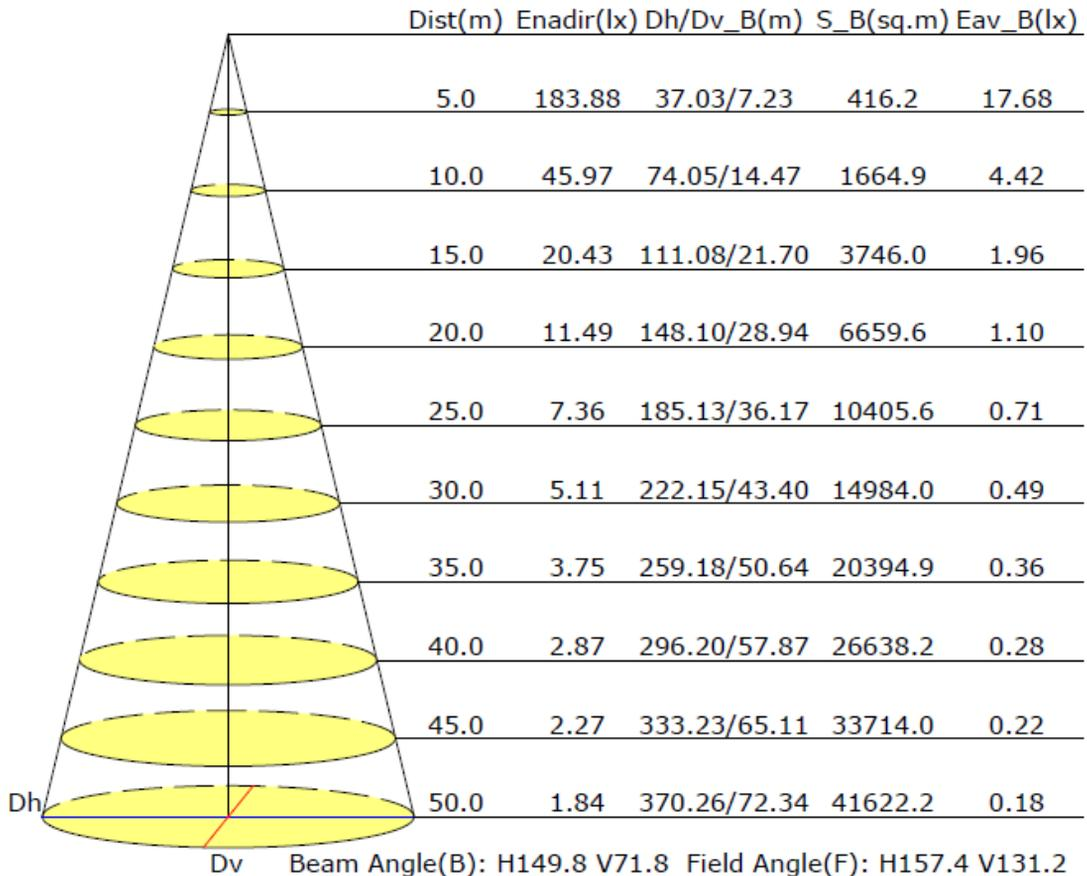 Dist(m) Enadir(lx) Dh/Dv_B(m) S_B(sq.m) Eav_B(lx)
5.0 183.88 37.03/7.23 416.2 17.68
10.0 45.97 74.05/14.47 1664.9 4.42
15.0 20.43 111.08/21.70 3746.0 1.96
20.0 11.49 148.10/28.94 6659.6 1.10
25.0 7.36 185.13/36.17 10405.6 0.71
30.0 5.11 222.15/43.40 14984.0 0.49
35.0 3.75 259.18/50.64 20394.9 0.36
40.0 2.87 296.20/57.87 26638.2 0.28
45.0 2.27 333.23/65.11 33714.0 0.22
Dh 50.0 1.84 370.26/72.34 41622.2 0.18
Dv Beam Angle(B): H149.8 V71.8 Field Angle(F): H157.4 V131.2